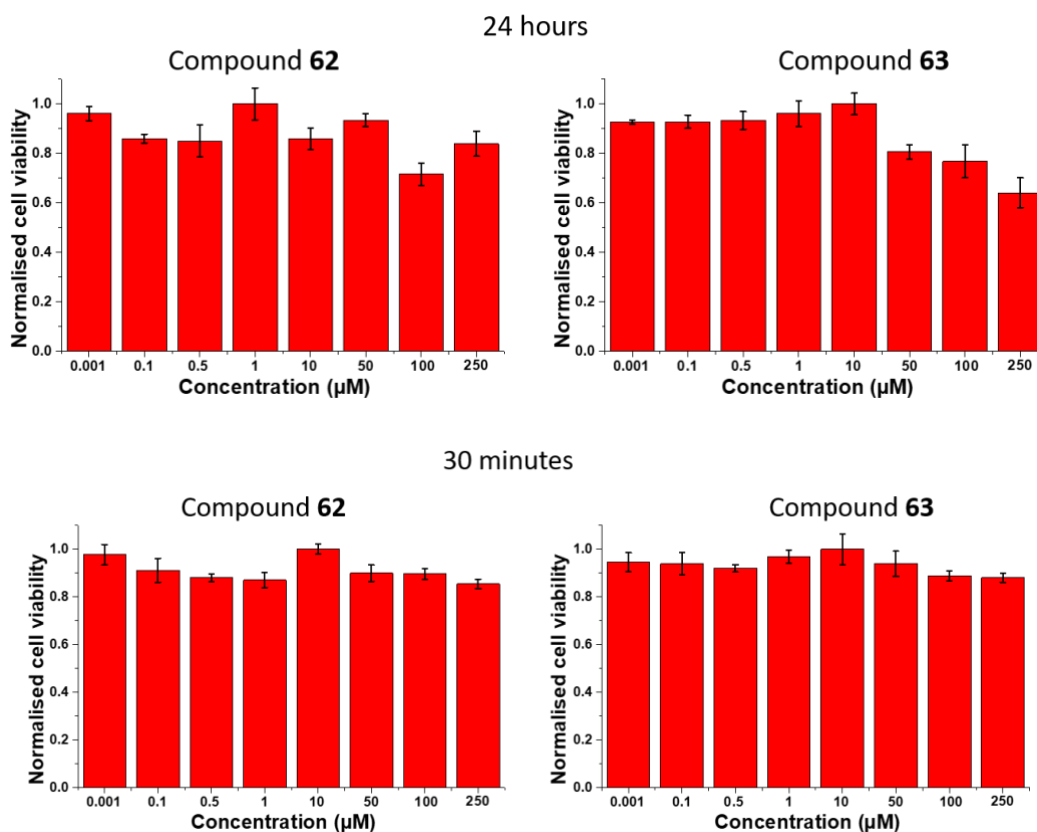 24 hours
Compound 62
Compound 63
Normalised cell viability
1.0
0.8
0.6
0.4
0.2
0.0
0.001 0.1 0.5 1 10 50 100 250
Concentration (µM)
Normalised cell viability
1.0
0.8
0.6
0.4
0.2
0.0
0.001 0.1 0.5 1 10 50 100 250
Concentration (µM)
30 minutes
Compound 62
Compound 63
Normalised cell viability
1.0
0.8
0.6
0.4
0.2
0.0
0.001 0.1 0.5 1 10 50 100 250
Concentration (µM)
Normalised cell viability
1.0
0.8
0.6
0.4
0.2
0.0
0.001 0.1 0.5 1 10 50 100 250
Concentration (µM)